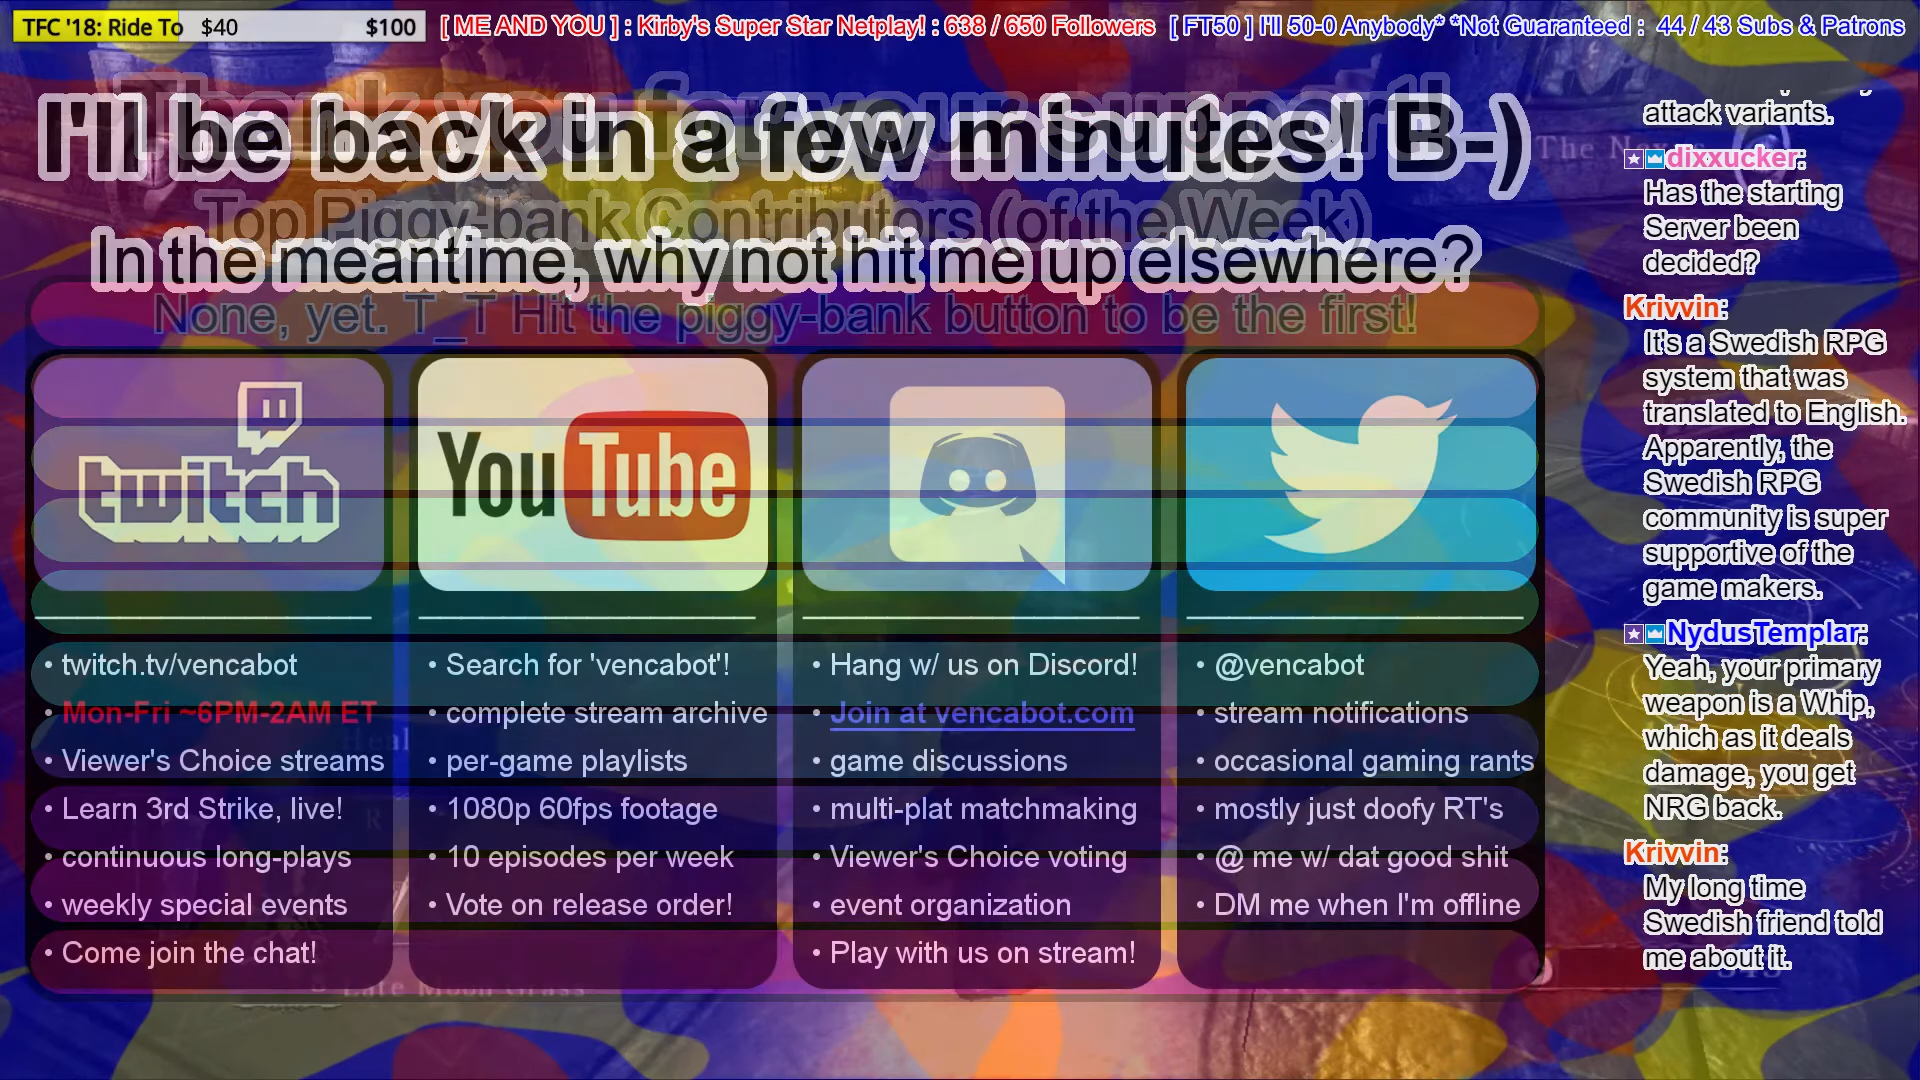 TFC '18: Ride To $40 $100
[ ME AND YOU ] : Kirby's Super Star Netplay! : 638 / 650 Followers [ FT50 ] I'll 50-0 Anybody* *Not Guaranteed : 44 / 43 Subs & Patrons
Thank you for your support!
I'll be back in a few minutes! B-)
Top Piggy-bank Contributors (of the Week)
In the meantime, why not hit me up elsewhere?
None, yet. T_T Hit the piggy-bank button to be the first!
twitch
• twitch.tv/vencabot
• Mon-Fri ~6PM-2AM ET
• Viewer's Choice streams
• Learn 3rd Strike, live!
• continuous long-plays
• weekly special events
• Come join the chat!
YouTube
• Search for 'vencabot'!
• complete stream archive
• per-game playlists
• 1080p 60fps footage
• 10 episodes per week
• Vote on release order!
• Hang w/ us on Discord!
• Join at vencabot.com
• game discussions
• multi-plat matchmaking
• Viewer's Choice voting
• event organization
• Play with us on stream!
• @vencabot
• stream notifications
• occasional gaming rants
• mostly just doofy RT's
• @ me w/ dat good shit
• DM me when I'm offline
Late Moon Grass
attack variants.
dixxucker:
Has the starting
Server been
decided?
Krivvin:
It's a Swedish RPG
system that was
translated to English.
Apparently, the
Swedish RPG
community is super
supportive of the
game makers.
NydusTemplar:
Yeah, your primary
weapon is a Whip,
which as it deals
damage, you get
NRG back.
Krivvin:
My long time
Swedish friend told
me about it.